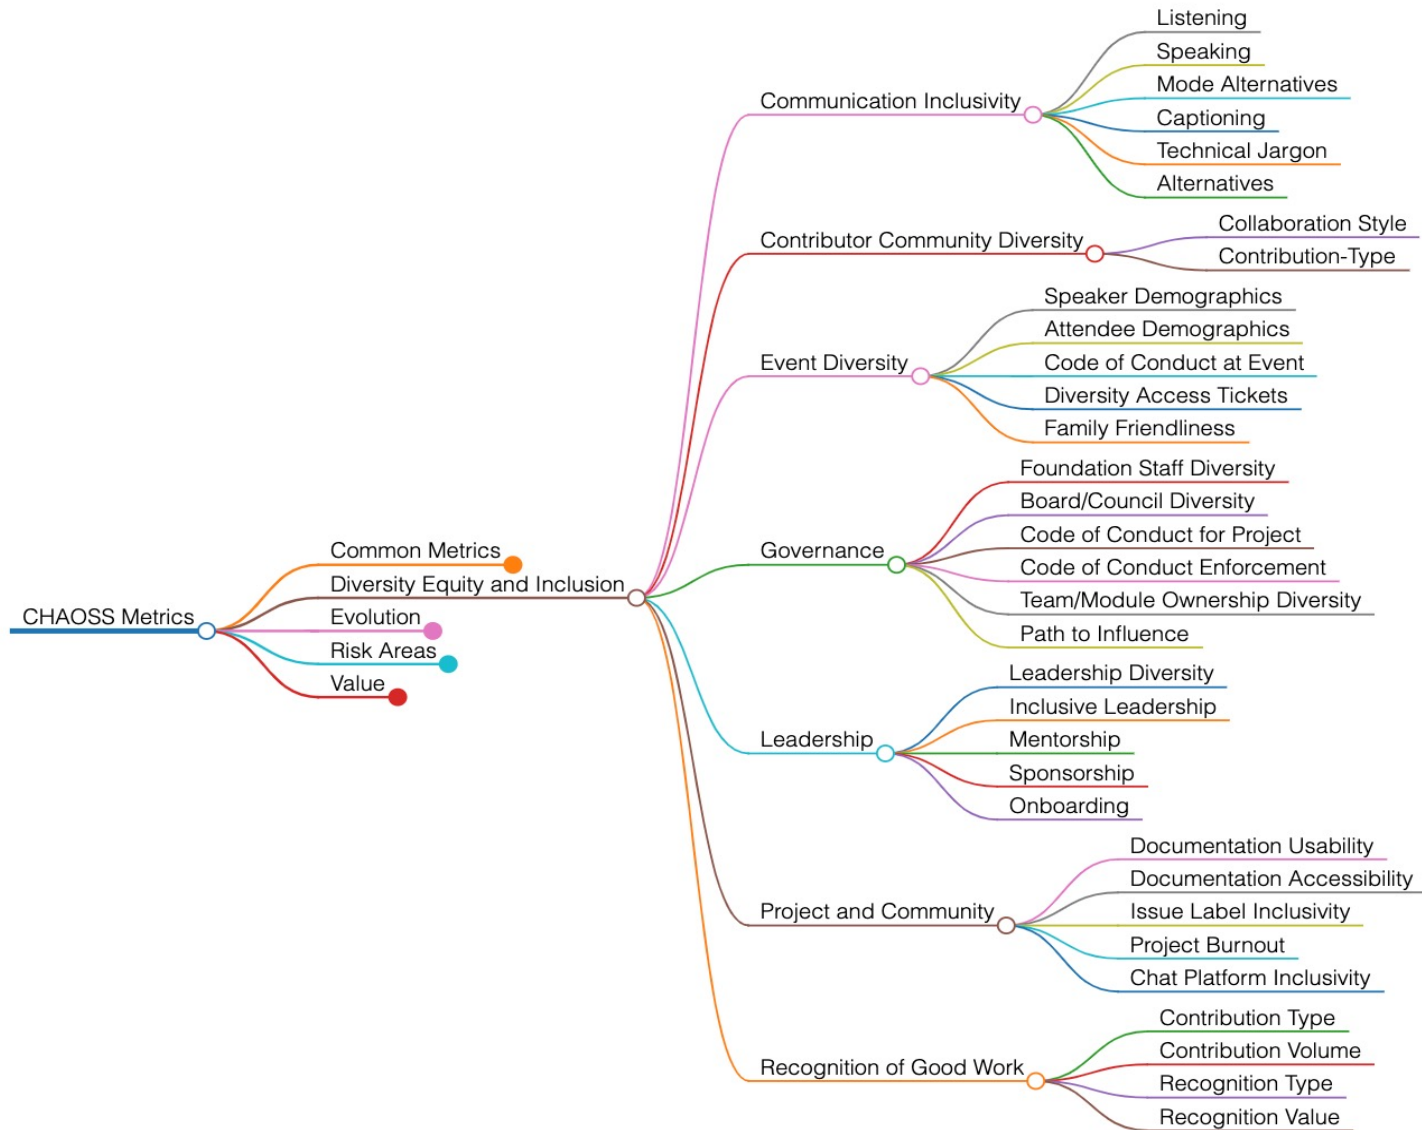 CHAOSS Metrics
Common Metrics
Diversity Equity and Inclusion
Evolution
Risk Areas
Value
Communication Inclusivity
Listening
Speaking
Mode Alternatives
Captioning
Technical Jargon
Alternatives
Contributor Community Diversity
Collaboration Style
Contribution-Type
Event Diversity
Speaker Demographics
Attendee Demographics
Code of Conduct at Event
Diversity Access Tickets
Family Friendliness
Governance
Foundation Staff Diversity
Board/Council Diversity
Code of Conduct for Project
Code of Conduct Enforcement
Team/Module Ownership Diversity
Path to Influence
Leadership
Leadership Diversity
Inclusive Leadership
Mentorship
Sponsorship
Onboarding
Project and Community
Documentation Usability
Documentation Accessibility
Issue Label Inclusivity
Project Burnout
Chat Platform Inclusivity
Recognition of Good Work
Contribution Type
Contribution Volume
Recognition Type
Recognition Value